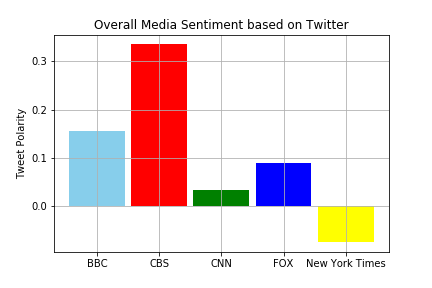 Overall Media Sentiment based on Twitter
Tweet Polarity
0.3
0.2
0.1
0.0
BBC CBS CNN FOX New York Times